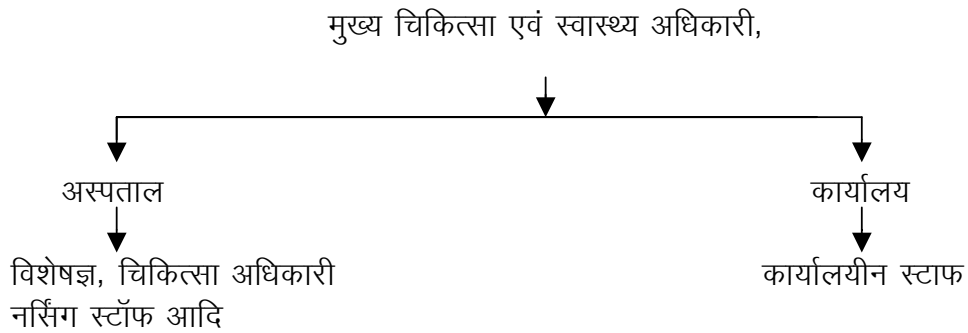 मुख्य चिकित्सा एवं स्वास्थ्य अधिकारी,
अस्पताल
कार्यालय
विशेषज्ञ, चिकित्सा अधिकारी
नर्सिंग स्टॉफ आदि
कार्यालयीन स्टाफ